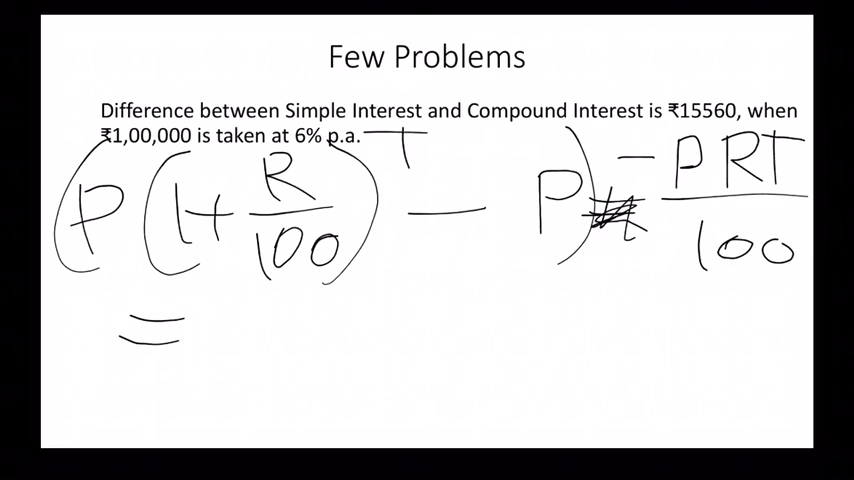 Few Problems
Difference between Simple Interest and Compound Interest is ₹15560, when
₹1,00,000 is taken at 6% p.a.
(P(1+R/100)^T - P) - PRT/100
=